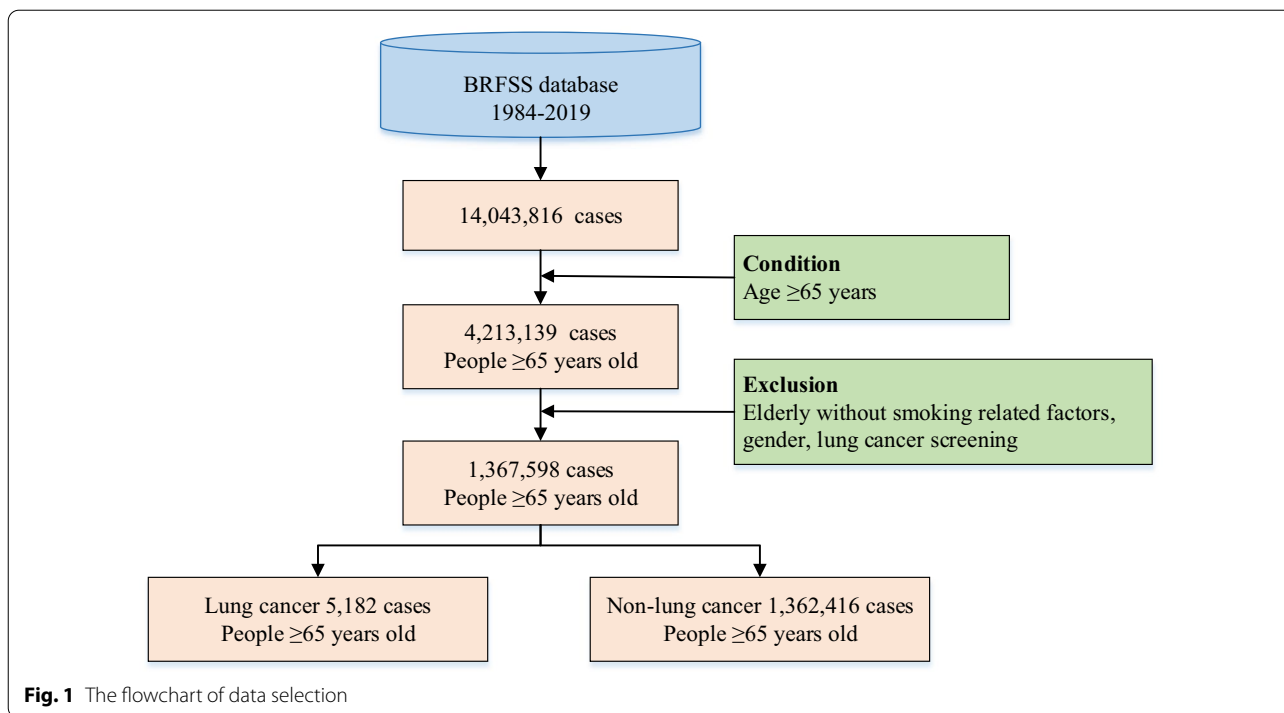 BRFSS database
1984-2019
14,043,816 cases
Condition
Age ≥65 years
4,213,139 cases
People ≥65 years old
Exclusion
Elderly without smoking related factors,
gender, lung cancer screening
1,367,598 cases
People ≥65 years old
Lung cancer 5,182 cases
People ≥65 years old
Non-lung cancer 1,362,416 cases
People ≥65 years old
Fig. 1 The flowchart of data selection